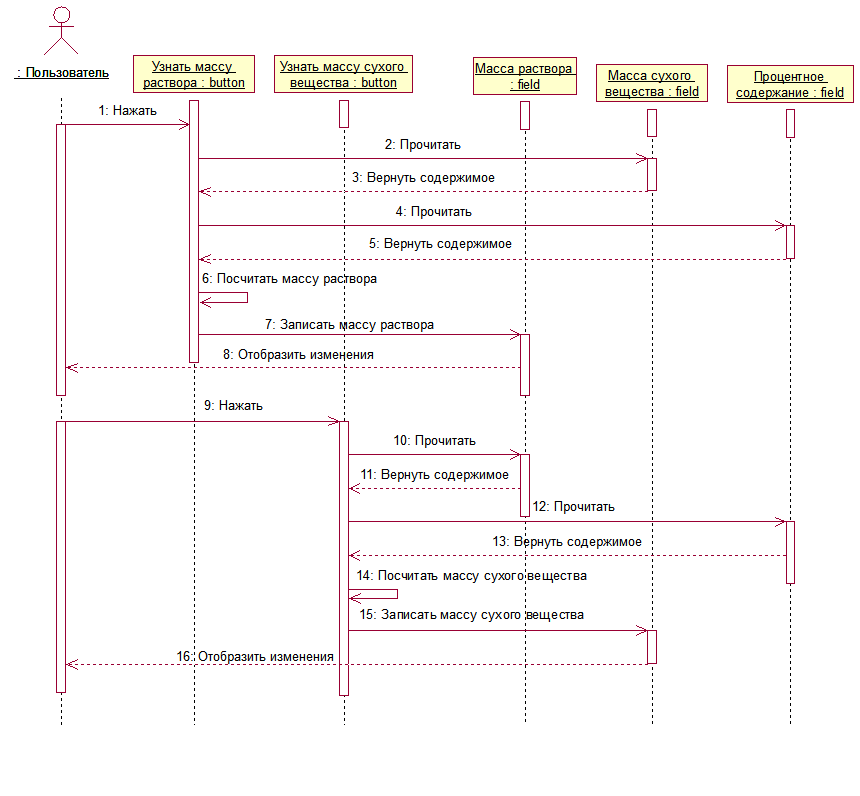 : Пользователь
Узнать массу
раствора : button
Узнать массу сухого
вещества : button
Масса раствора
: field
Масса сухого
вещества : field
Процентное
содержание : field
1: Нажать
2: Прочитать
3: Вернуть содержимое
4: Прочитать
5: Вернуть содержимое
6: Посчитать массу раствора
7: Записать массу раствора
8: Отобразить изменения
9: Нажать
10: Прочитать
11: Вернуть содержимое
12: Прочитать
13: Вернуть содержимое
14: Посчитать массу сухого вещества
15: Записать массу сухого вещества
16: Отобразить изменения